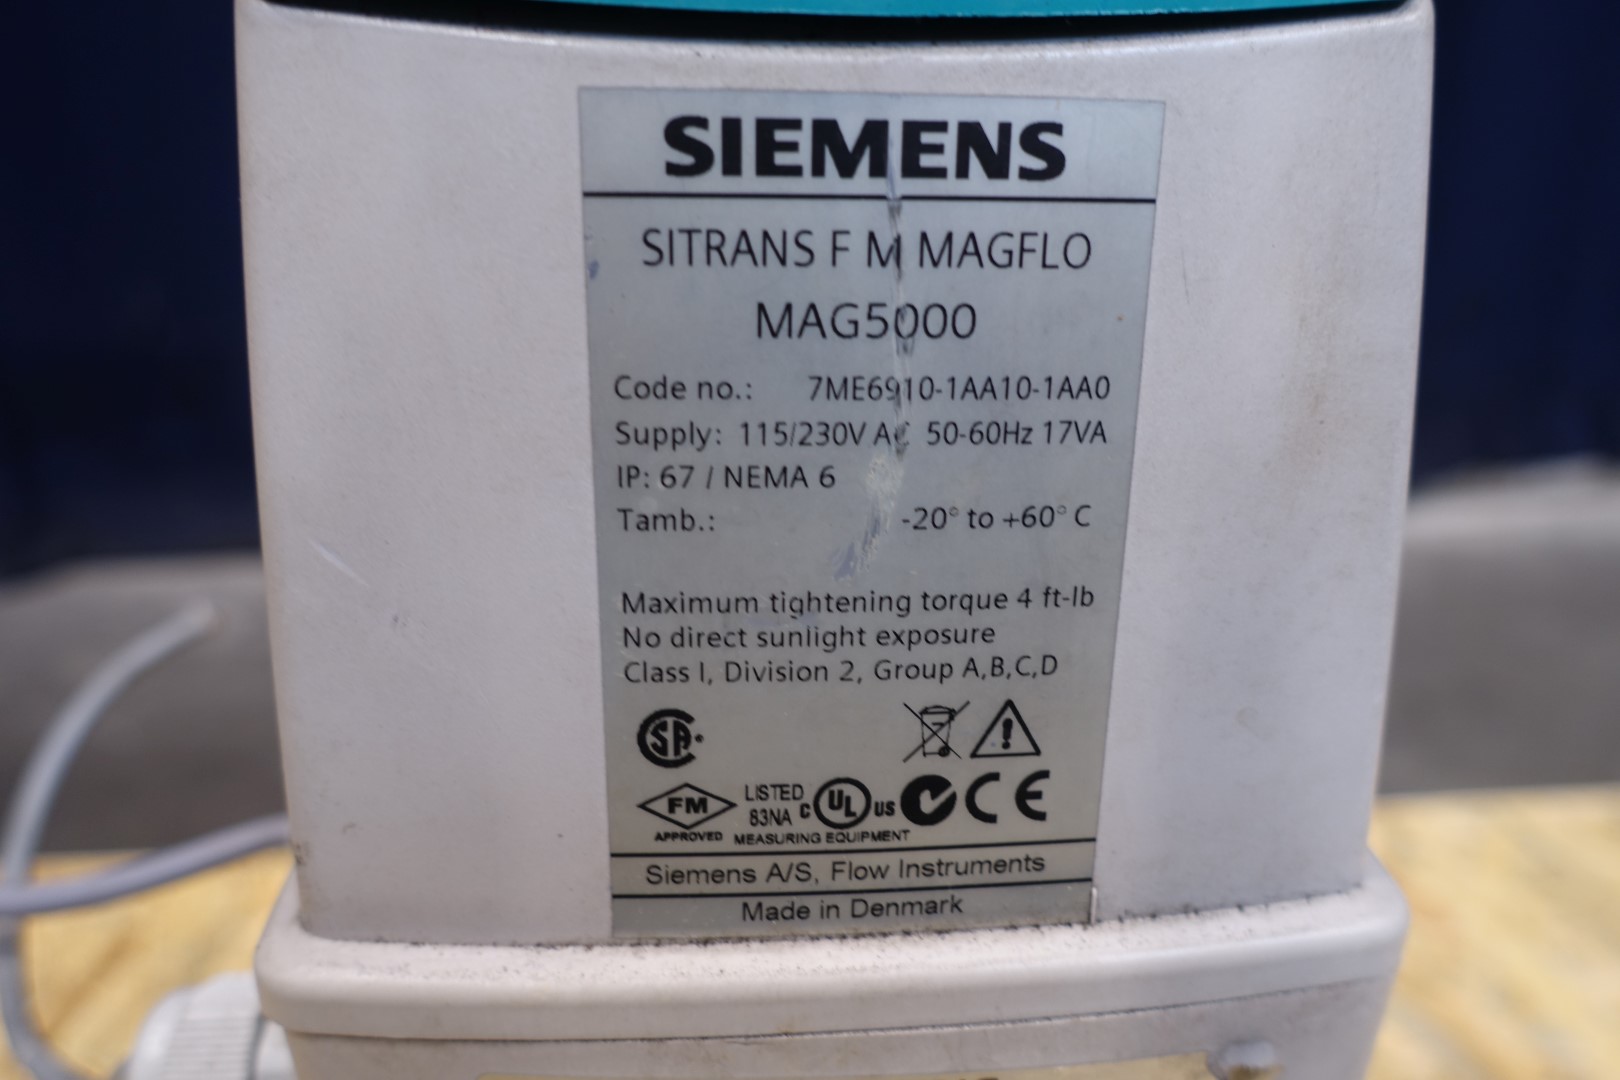 SIEMENS
SITRANS F M MAGFLO
MAG5000
Code no.: 7ME6910-1AA10-1AA0
Supply: 115/230V AC 50-60Hz 17VA
IP: 67 / NEMA 6
Tamb.: -20° to +60° C
Maximum tightening torque 4 ft-lb
No direct sunlight exposure
Class I, Division 2, Group A,B,C,D
SA
FM
APPROVED
LISTED
83NA
C UL US
CE
MEASURING EQUIPMENT
Siemens A/S, Flow Instruments
Made in Denmark